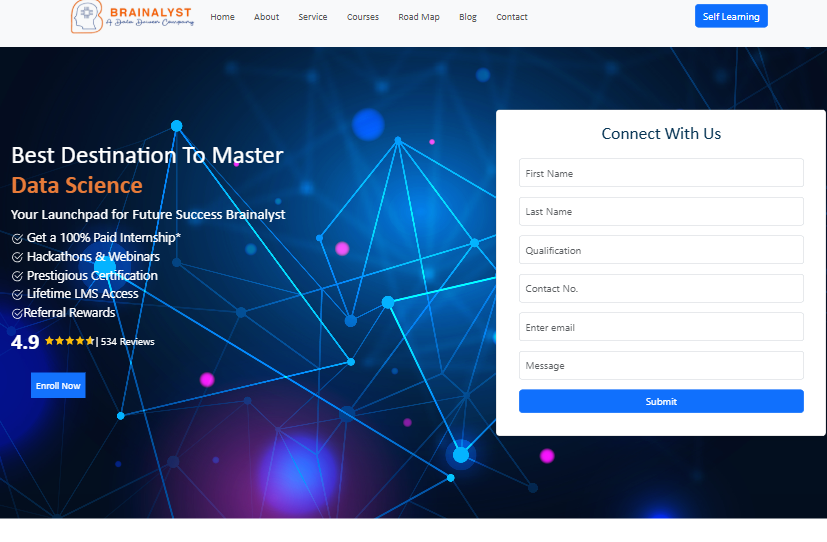 BRAINALYST
A Data Driven Company
Home About Service Courses Road Map Blog Contact
Self Learning
Best Destination To Master
Data Science
Your Launchpad for Future Success Brainalyst
Get a 100% Paid Internship*
Hackathons & Webinars
Prestigious Certification
Lifetime LMS Access
Referral Rewards
4.9 ★★★★★| 534 Reviews
Enroll Now
Connect With Us
First Name
Last Name
Qualification
Contact No.
Enter email
Message
Submit